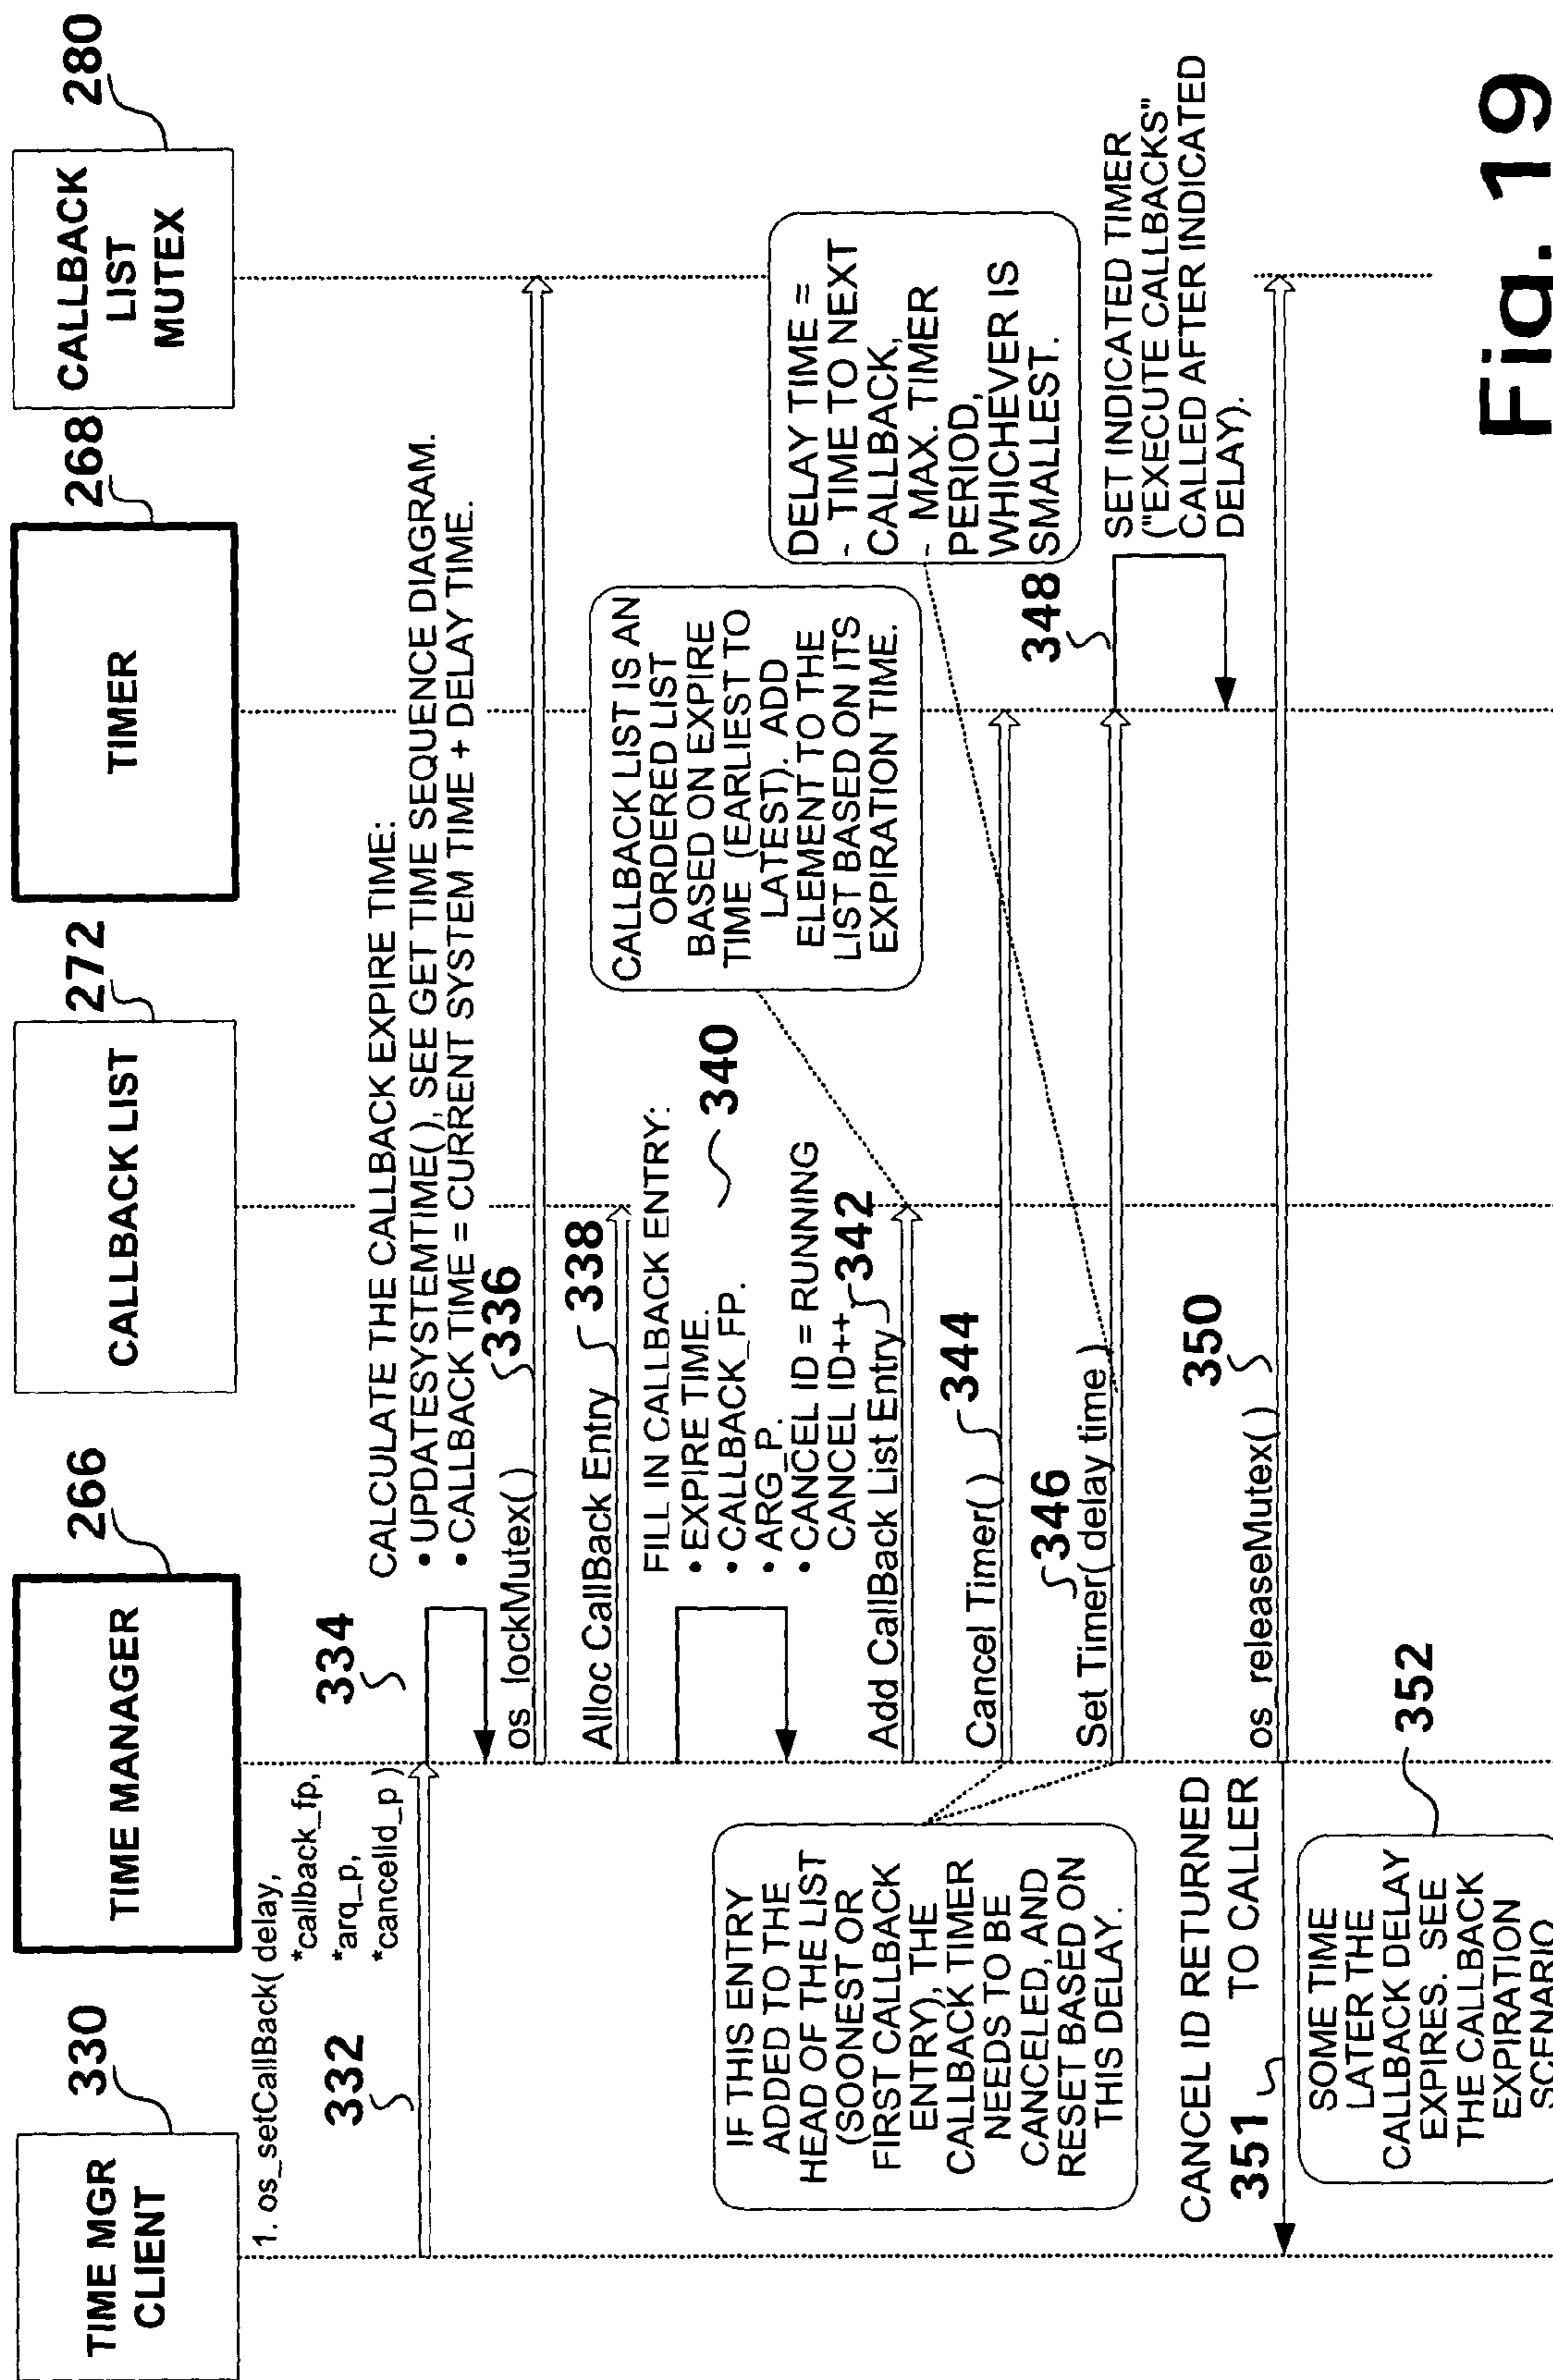 TIME MGR
CLIENT
330
TIME MANAGER
266
CALLBACK LIST
272
TIMER
268
CALLBACK
LIST
MUTEX
280
1. os_setCallBack( delay,
*callback_fp,
*arq_p,
*cancelId_p )
332
334
CALCULATE THE CALLBACK EXPIRE TIME:
• UPDATESYSTEMTIME( ), SEE GET TIME SEQUENCE DIAGRAM.
• CALLBACK TIME = CURRENT SYSTEM TIME + DELAY TIME.
os_lockMutex( )
336
Alloc CallBack Entry
338
FILL IN CALLBACK ENTRY:
• EXPIRE TIME.
• CALLBACK_FP.
• ARG_P.
• CANCEL ID = RUNNING
CANCEL ID++
340
Add CallBack List Entry
342
CALLBACK LIST IS AN
ORDERED LIST
BASED ON EXPIRE
TIME (EARLIEST TO
LATEST). ADD
ELEMENT TO THE
LIST BASED ON ITS
EXPIRATION TIME.
DELAY TIME =
- TIME TO NEXT
CALLBACK,
- MAX. TIMER
PERIOD,
WHICHEVER IS
SMALLEST.
IF THIS ENTRY
ADDED TO THE
HEAD OF THE LIST
(SOONEST OR
FIRST CALLBACK
ENTRY), THE
CALLBACK TIMER
NEEDS TO BE
CANCELED, AND
RESET BASED ON
THIS DELAY.
Cancel Timer( )
344
Set Timer( delay time )
346
348
SET INDICATED TIMER
("EXECUTE CALLBACKS"
CALLED AFTER INDICATED
DELAY).
os_releaseMutex( )
350
CANCEL ID RETURNED
TO CALLER
351
SOME TIME
LATER THE
CALLBACK DELAY
EXPIRES. SEE
THE CALLBACK
EXPIRATION
SCENARIO
352
Fig. 19